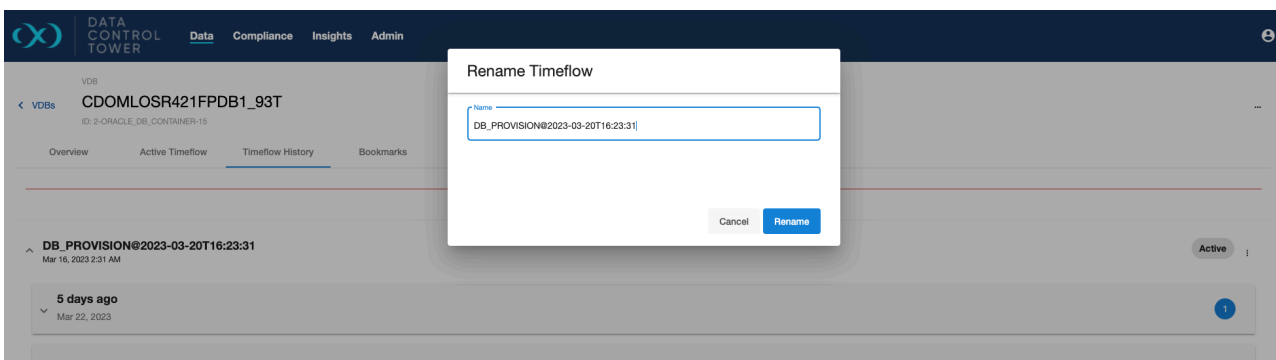 DATA
CONTROL
TOWER
Data Compliance Insights Admin
VDB
VDBs
CDOMLOSR421FPDB1_93T
ID: 2-ORACLE_DB_CONTAINER-15
...
Overview Active Timeflow Timeflow History Bookmarks
Rename Timeflow
Name
DB_PROVISION@2023-03-20T16:23:31
Cancel Rename
DB_PROVISION@2023-03-20T16:23:31
Mar 16, 2023 2:31 AM
Active
5 days ago
Mar 22, 2023
1